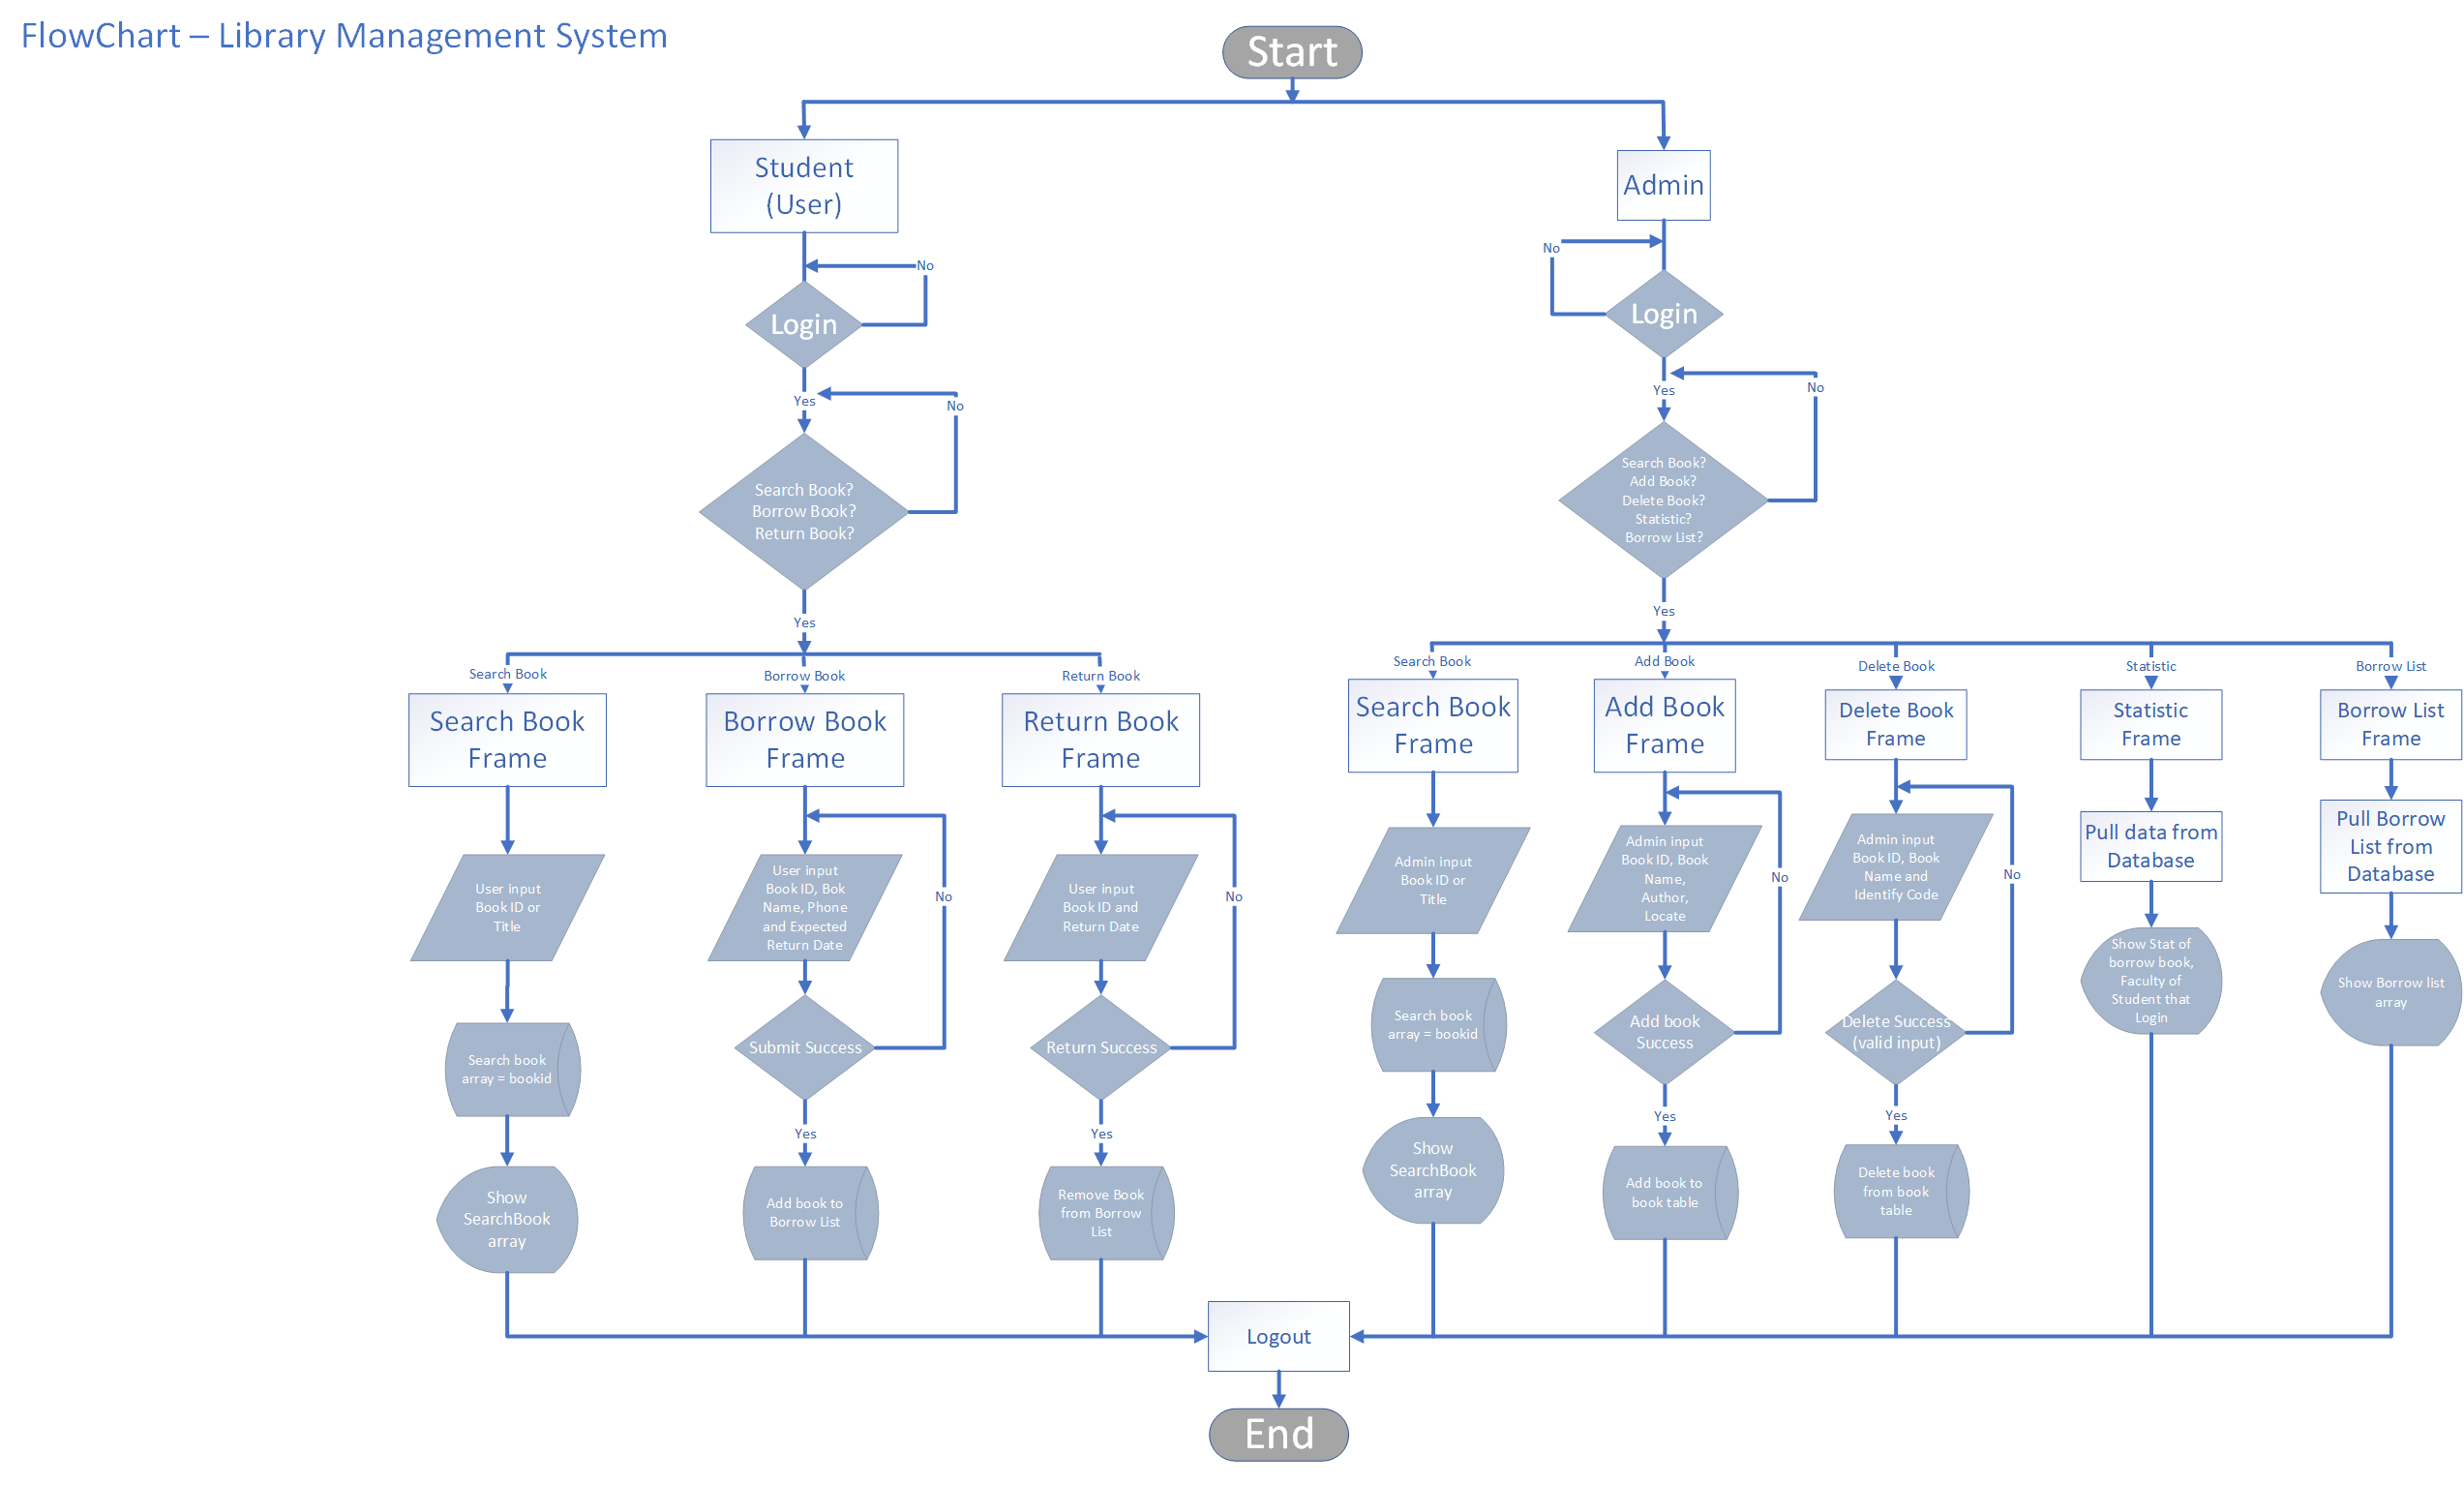 FlowChart – Library Management System
Start
Student
(User)
Admin
No
Login
Yes
No
Search Book?
Borrow Book?
Return Book?
Yes
No
Login
Yes
No
Search Book?
Add Book?
Delete Book?
Statistic?
Borrow List?
Yes
Search Book
Borrow Book
Return Book
Search Book
Add Book
Delete Book
Statistic
Borrow List
Search Book
Frame
Borrow Book
Frame
Return Book
Frame
Search Book
Frame
Add Book
Frame
Delete Book
Frame
Statistic
Frame
Borrow List
Frame
User input
Book ID or
Title
User input
Book ID, Bok
Name, Phone
and Expected
Return Date
No
User input
Book ID and
Return Date
No
Admin input
Book ID or
Title
Admin input
Book ID, Book
Name,
Author,
Locate
No
Admin input
Book ID, Book
Name and
Identify Code
No
Pull data from
Database
Pull Borrow
List from
Database
Search book
array = bookid
Submit Success
Return Success
Search book
array = bookid
Add book
Success
Delete Success
(valid input)
Show Stat of
borrow book,
Faculty of
Student that
Login
Show Borrow list
array
Yes
Yes
Yes
Yes
Show
SearchBook
array
Add book to
Borrow List
Remove Book
from Borrow
List
Show
SearchBook
array
Add book to
book table
Delete book
from book
table
Logout
End